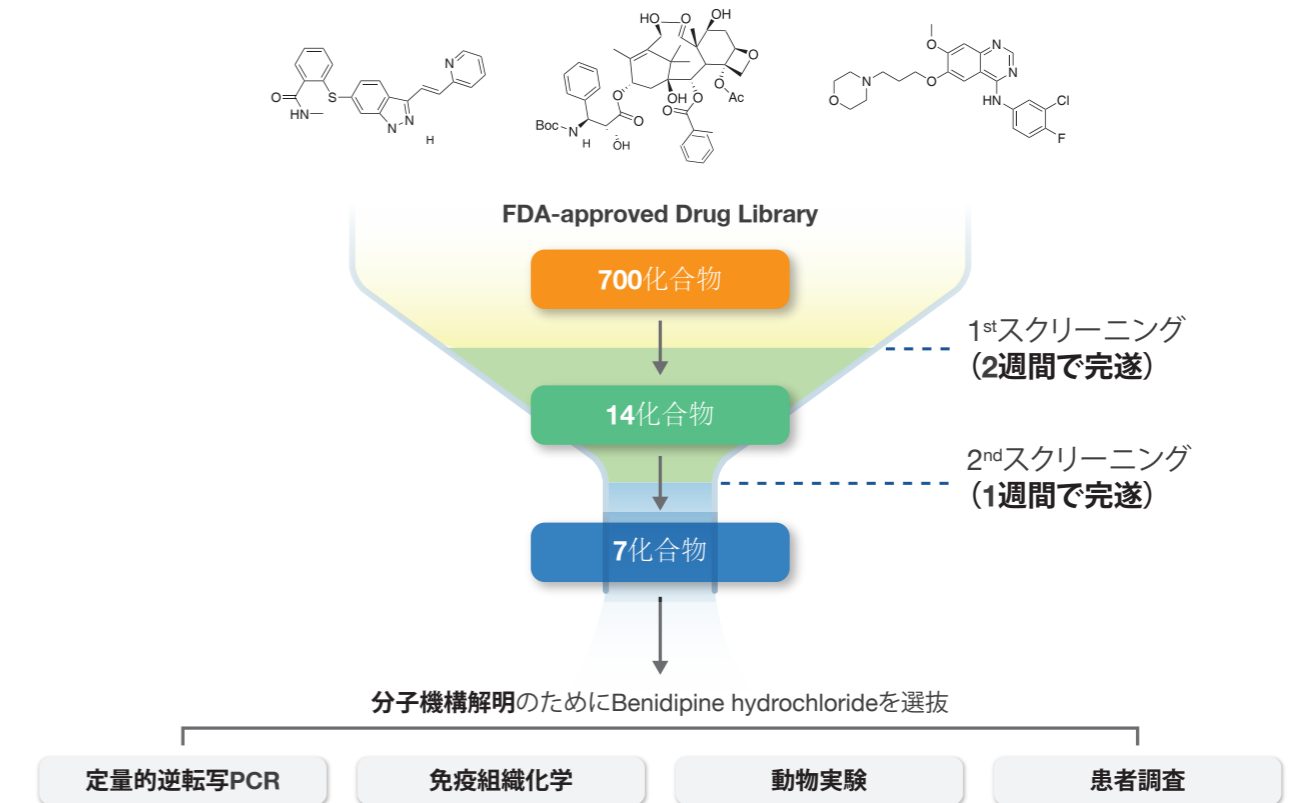 HO
O
OH
N
O
O
N
N
O
S
HN
N
N
H
O
OH
O
O
O
Ac
O
Boc
N
H
OH
O
N
O
O
HN
Cl
F
FDA-approved Drug Library
700化合物
1stスクリーニング
（2週間で完遂）
14化合物
2ndスクリーニング
（1週間で完遂）
7化合物
分子機構解明のためにBenidipine hydrochlorideを選抜
定量的逆転写PCR
免疫組織化学
動物実験
患者調査